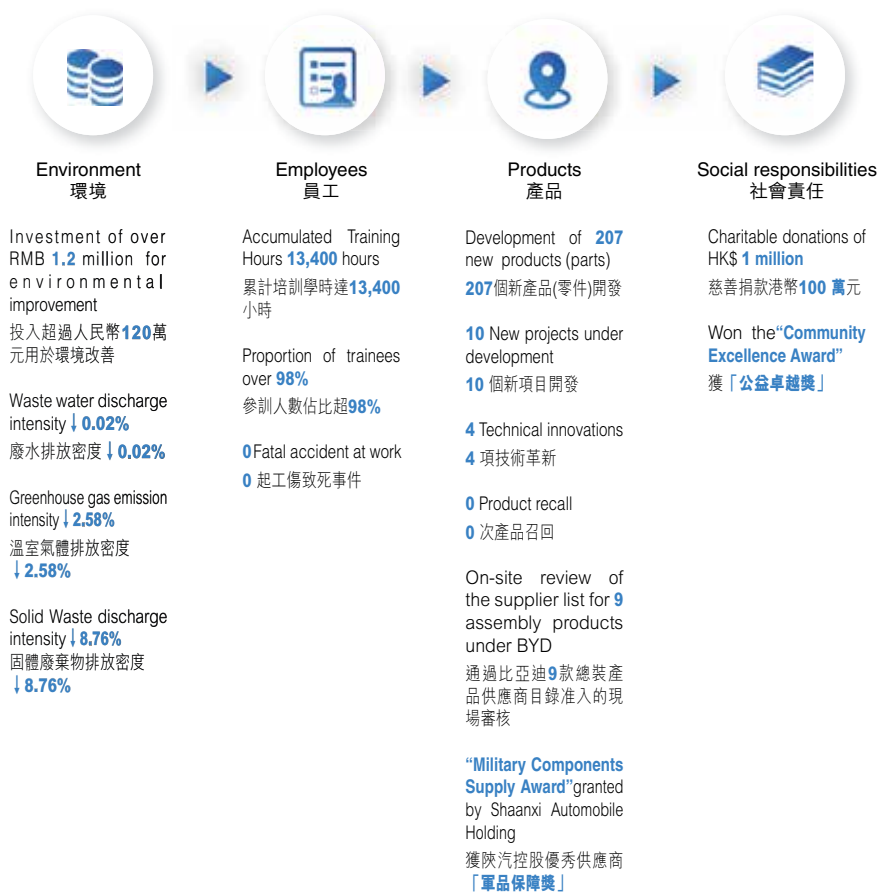 Environment
環境
Investment of over
RMB 1.2 million for
environmental
improvement
投入超過人民幣120萬
元用於環境改善
Waste water discharge
intensity↓0.02%
廢水排放密度↓0.02%
Greenhouse gas emission
intensity↓2.58%
溫室氣體排放密度
↓2.58%
Solid Waste discharge
intensity↓8.76%
固體廢棄物排放密度
↓8.76%
Employees
員工
Accumulated Training
Hours 13,400 hours
累計培訓學時達13,400
小時
Proportion of trainees
over 98%
參訓人數佔比超98%
0Fatal accident at work
0 起工傷致死事件
Products
產品
Development of 207
new products (parts)
207個新產品(零件)開發
10 New projects under
development
10 個新項目開發
4 Technical innovations
4 項技術革新
0 Product recall
0 次產品召回
On-site review of
the supplier list for 9
assembly products
under BYD
通過比亞迪9款總裝產
品供應商目錄准入的現
場審核
“Military Components
Supply Award”granted
by Shaanxi Automobile
Holding
獲陝汽控股優秀供應商
「軍品保障獎」
Social responsibilities
社會責任
Charitable donations of
HK$ 1 million
慈善捐款港幣100 萬元
Won the“Community
Excellence Award”
獲「公益卓越獎」